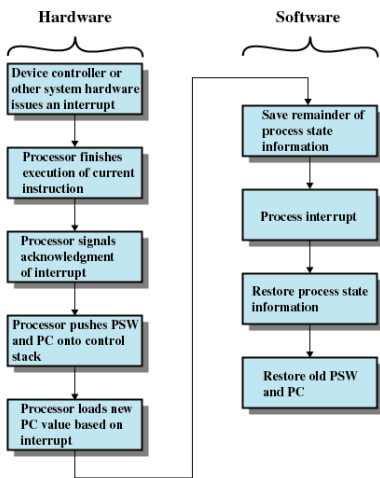 Hardware
Device controller or
other system hardware
issues an interrupt
Processor finishes
execution of current
instruction
Processor signals
acknowledgment
of interrupt
Processor pushes PSW
and PC onto control
stack
Processor loads new
PC value based on
interrupt
Software
Save remainder of
process state
information
Process interrupt
Restore process state
information
Restore old PSW
and PC